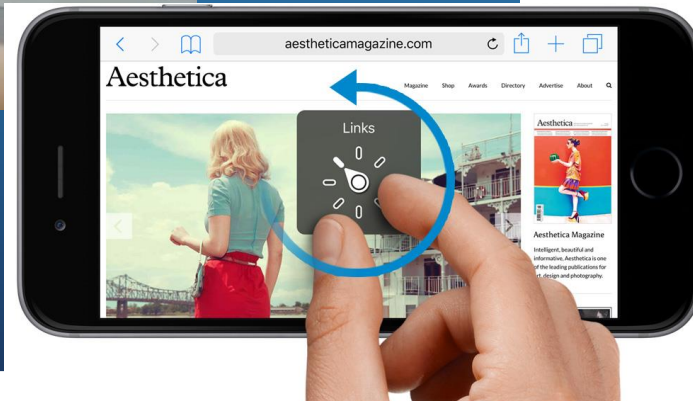 aestheticamagazine.com
Aesthetica
Magazine Shop Awards Directory Advertise About
Links
Aesthetica
Aesthetica Magazine
Intelligent, beautiful and
informative, Aesthetica is one
of the leading publications for
art, design and photography.